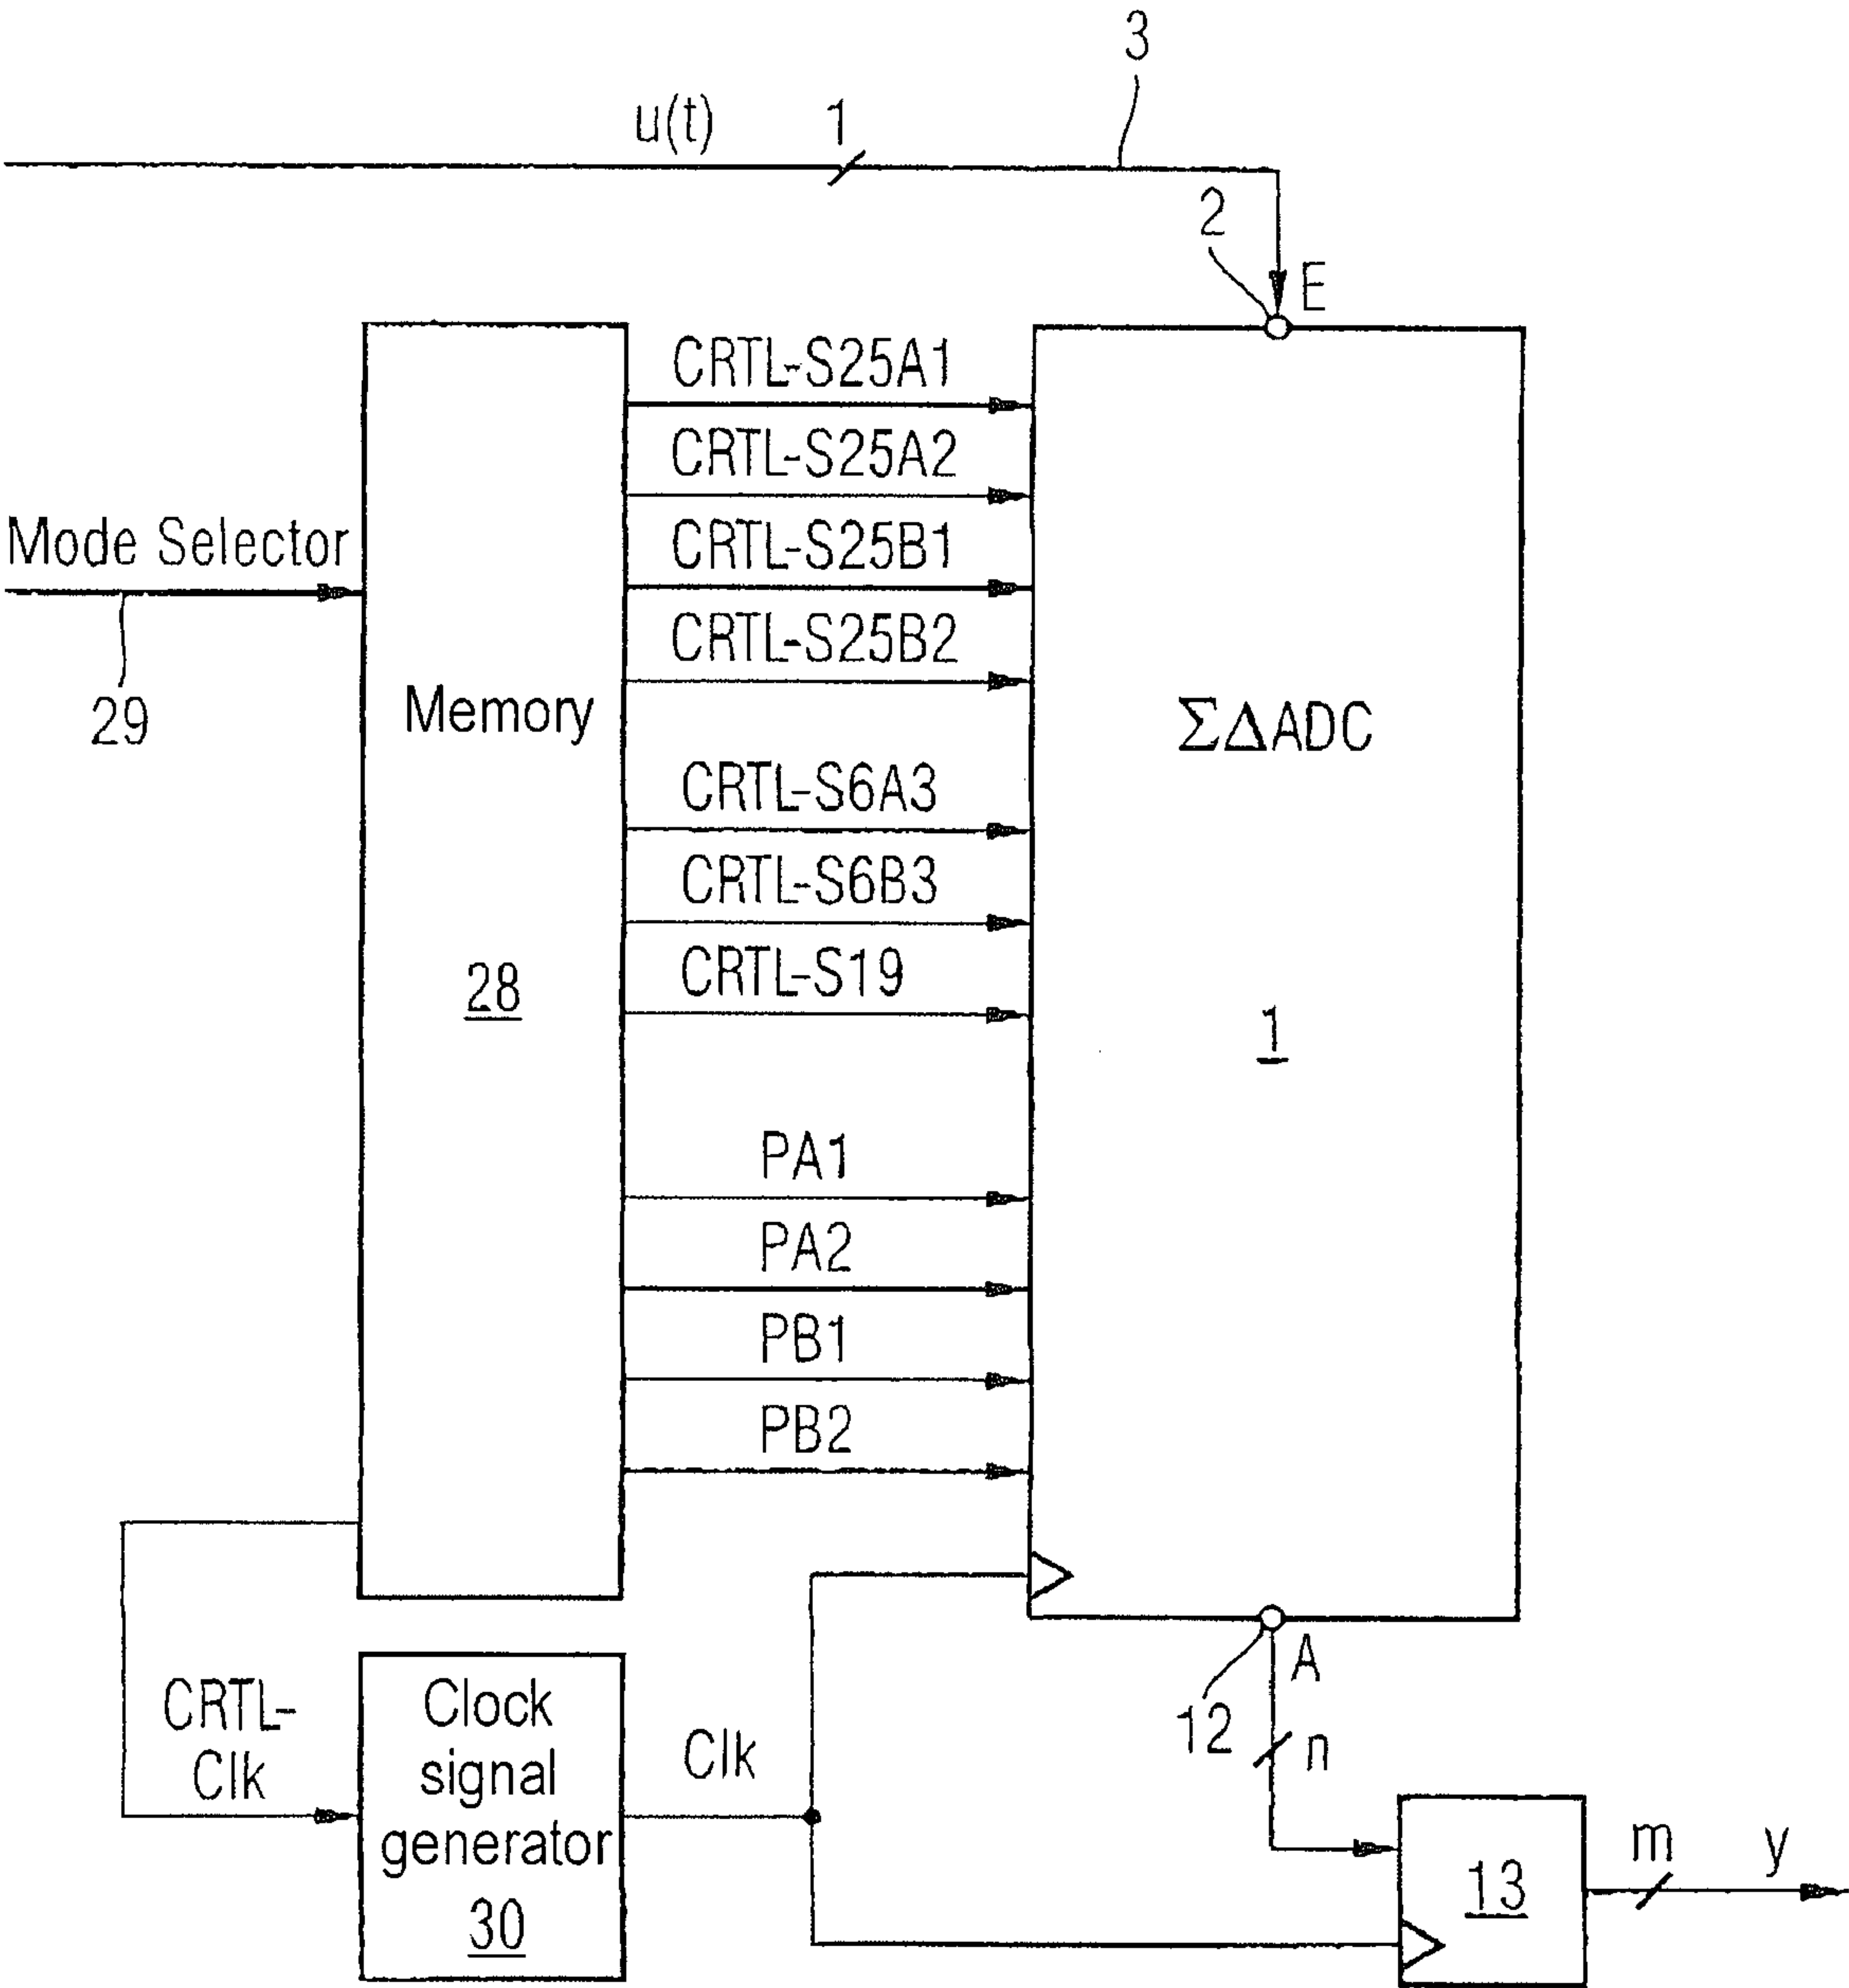 3
u(t)
1
2
E
CRTL-S25A1
CRTL-S25A2
Mode Selector
CRTL-S25B1
CRTL-S25B2
29
Memory
ΣΔADC
CRTL-S6A3
CRTL-S6B3
28
CRTL-S19
1
PA1
PA2
PB1
PB2
A
CRTL-
Clk
Clock
signal
generator
30
Clk
12
n
13
m
y